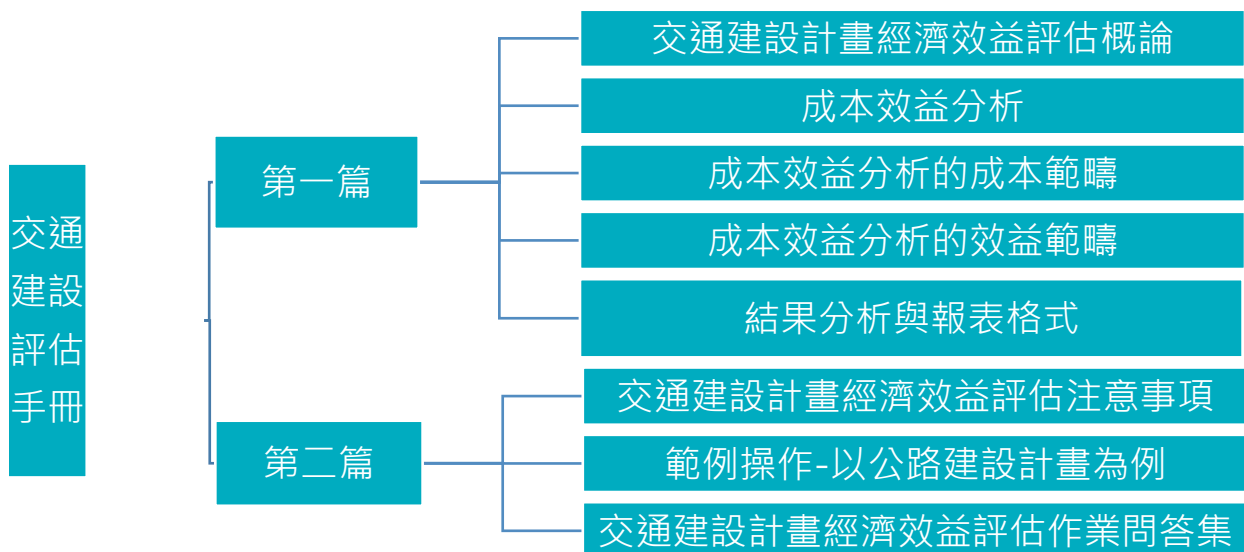 交通
建設
評估
手冊
第一篇
交通建設計畫經濟效益評估概論
成本效益分析
成本效益分析的成本範疇
成本效益分析的效益範疇
結果分析與報表格式
第二篇
交通建設計畫經濟效益評估注意事項
範例操作-以公路建設計畫為例
交通建設計畫經濟效益評估作業問答集